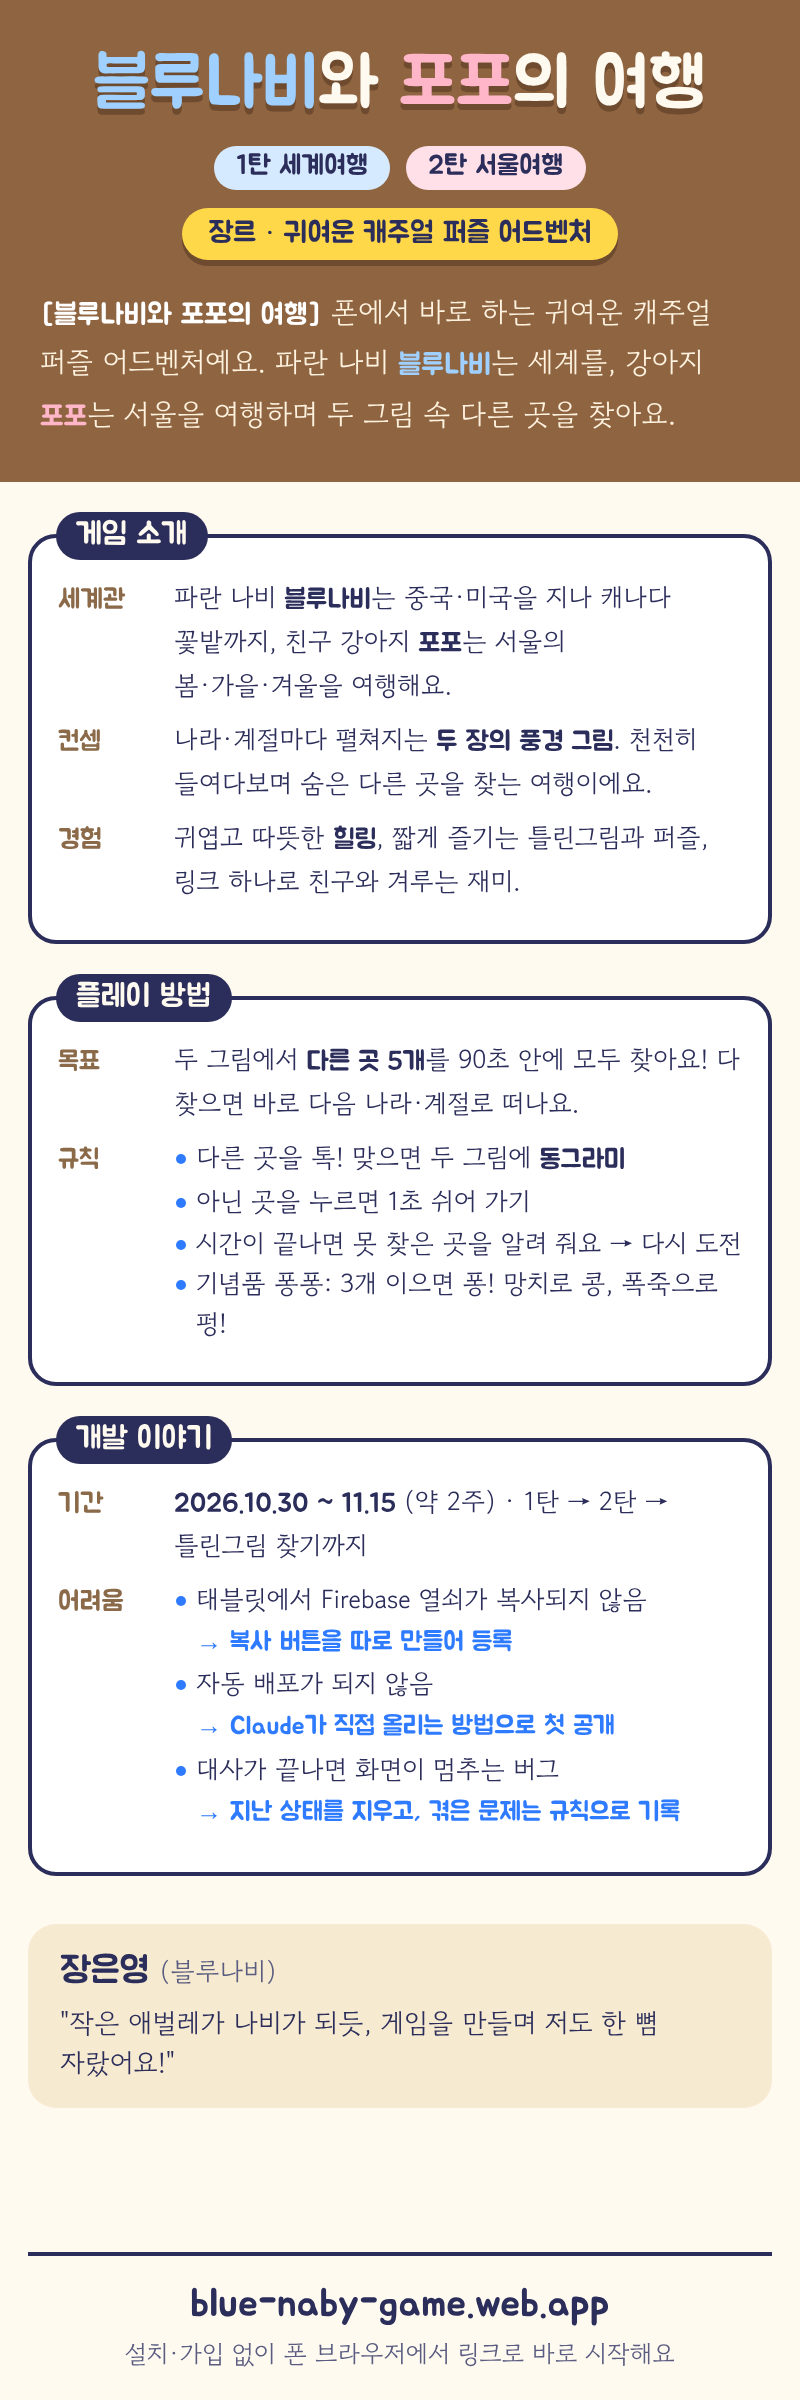 블루나비와 포포의 여행
1탄 세계여행
2탄 서울여행
장르 · 귀여운 캐주얼 퍼즐 어드벤처
[블루나비와 포포의 여행] 폰에서 바로 하는 귀여운 캐주얼
퍼즐 어드벤처예요. 파란 나비 블루나비는 세계를, 강아지
포포는 서울을 여행하며 두 그림 속 다른 곳을 찾아요.
게임 소개
세계관
파란 나비 블루나비는 중국·미국을 지나 캐나다
꽃밭까지, 친구 강아지 포포는 서울의
봄·가을·겨울을 여행해요.
컨셉
나라·계절마다 펼쳐지는 두 장의 풍경 그림. 천천히
들여다보며 숨은 다른 곳을 찾는 여행이에요.
경험
귀엽고 따뜻한 힐링, 짧게 즐기는 틀린그림과 퍼즐,
링크 하나로 친구와 겨루는 재미.
플레이 방법
목표
두 그림에서 다른 곳 5개를 90초 안에 모두 찾아요! 다
찾으면 바로 다음 나라·계절로 떠나요.
규칙
• 다른 곳을 톡! 맞으면 두 그림에 동그라미
• 아닌 곳을 누르면 1초 쉬어 가기
• 시간이 끝나면 못 찾은 곳을 알려 줘요 → 다시 도전
• 기념품 퐁퐁: 3개 이으면 퐁! 망치로 콩, 폭죽으로
펑!
개발 이야기
기간
2026.10.30 ~ 11.15 (약 2주) · 1탄 → 2탄 →
틀린그림 찾기까지
어려움
• 태블릿에서 Firebase 열쇠가 복사되지 않음
→ 복사 버튼을 따로 만들어 등록
• 자동 배포가 되지 않음
→ Claude가 직접 올리는 방법으로 첫 공개
• 대사가 끝나면 화면이 멈추는 버그
→ 지난 상태를 지우고, 겪은 문제는 규칙으로 기록
장은영 (블루나비)
"작은 애벌레가 나비가 되듯, 게임을 만들며 저도 한 뼘
자랐어요!"
blue-naby-game.web.app
설치·가입 없이 폰 브라우저에서 링크로 바로 시작해요